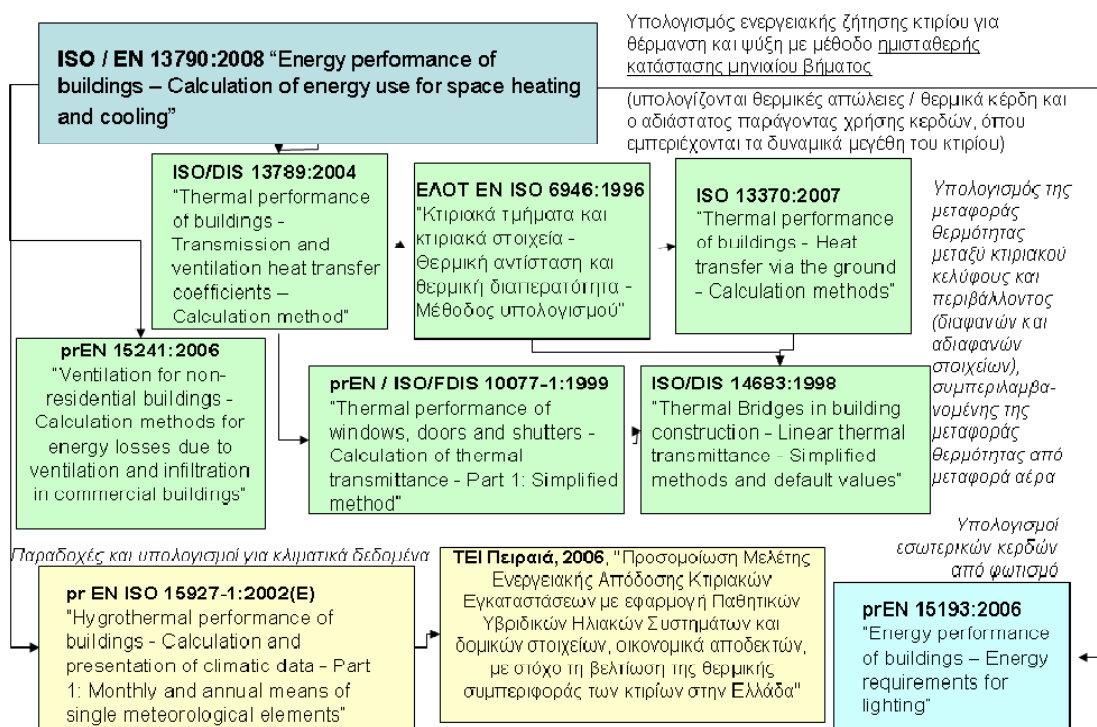 ISO / EN 13790:2008 “Energy performance
of buildings – Calculation of energy use for space heating
and cooling”
Υπολογισμός ενεργειακής ζήτησης κτιρίου για
θέρμανση και ψύξη με μέθοδο ημισταθερής
κατάστασης μηνιαίου βήματος
(υπολογίζονται θερμικές απώλειες / θερμικά κέρδη και
ο αδιάστατος παράγοντας χρήσης κερδών, όπου
εμπεριέχονται τα δυναμικά μεγέθη του κτιρίου)
ISO/DIS 13789:2004
“Thermal performance
of buildings -
Transmission and
ventilation heat transfer
coefficients –
Calculation method”
ΕΛΟΤ EN ISO 6946:1996
“Κτιριακά τμήματα και
κτιριακά στοιχεία -
Θερμική αντίσταση και
θερμική διαπερατότητα -
Μέθοδος υπολογισμού”
ISO 13370:2007
“Thermal performance
of buildings - Heat
transfer via the ground
- Calculation methods”
Υπολογισμός της
μεταφοράς
θερμότητας
μεταξύ κτιριακού
κελύφους και
περιβάλλοντος
(διαφανών και
αδιαφανών
στοιχείων),
συμπεριλαμβα-
νομένης της
μεταφοράς
θερμότητας από
μεταφορά αέρα
prEN 15241:2006
“Ventilation for non-
residential buildings -
Calculation methods for
energy losses due to
ventilation and infiltration
in commercial buildings”
prEN / ISO/FDIS 10077-1:1999
“Thermal performance of
windows, doors and shutters -
Calculation of thermal
transmittance - Part 1: Simplified
method”
ISO/DIS 14683:1998
“Thermal Bridges in building
construction - Linear thermal
transmittance - Simplified
methods and default values”
Υπολογισμοί
εσωτερικών κερδών
από φωτισμό
Παραδοχές και υπολογισμοί για κλιματικά δεδομένα
pr EN ISO 15927-1:2002(E)
“Hygrothermal performance of
buildings - Calculation and
presentation of climatic data - Part
1: Monthly and annual means of
single meteorological elements”
ΤΕΙ Πειραιά, 2006, "Προσομοίωση Μελέτης
Ενεργειακής Απόδοσης Κτιριακών
Εγκαταστάσεων με εφαρμογή Παθητικών
Υβριδικών Ηλιακών Συστημάτων και
δομικών στοιχείων, οικονομικά αποδεκτών,
με στόχο τη βελτίωση της θερμικής
συμπεριφοράς των κτιρίων στην Ελλάδα"
prEN 15193:2006
“Energy performance
of buildings – Energy
requirements for
lighting”